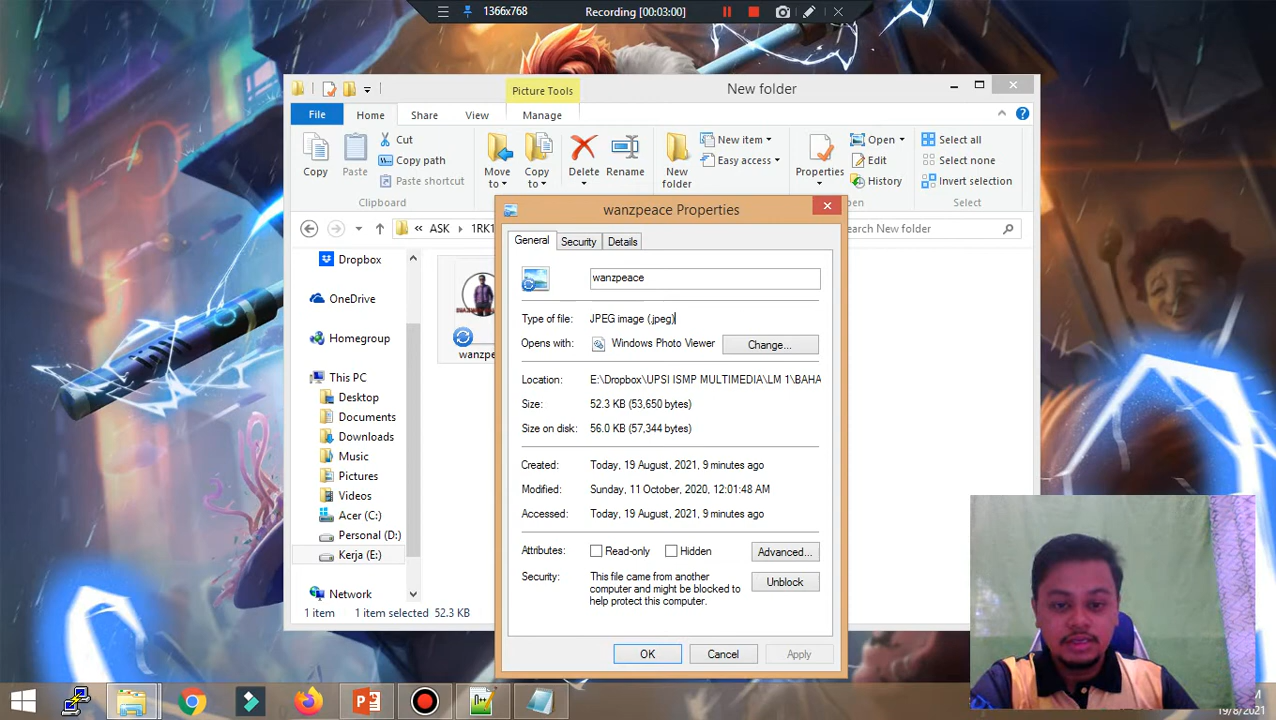 1366x768 Recording [00:03:00]
Picture Tools New folder
File Home Share View Manage
Copy Paste Cut Copy path Paste shortcut
Clipboard
Move to Copy to Delete Rename
New folder New item Easy access
Properties Open Edit History
Select all Select none Invert selection
Select
ASK New folder
Dropbox
OneDrive
Homegroup
This PC
Desktop
Documents
Downloads
Music
Pictures
Videos
Acer (C:)
Personal (D:)
Kerja (E:)
Network
1 item 1 item selected 52.3 KB
wanzpeace Properties
General Security Details
wanzpeace
Type of file: JPEG image (.jpeg)
Opens with: Windows Photo Viewer Change...
Location: E:\Dropbox\UPSI ISMP MULTIMEDIA\LM 1\BAHA
Size: 52.3 KB (53,650 bytes)
Size on disk: 56.0 KB (57,344 bytes)
Created: Today, 19 August, 2021, 9 minutes ago
Modified: Sunday, 11 October, 2020, 12:01:48 AM
Accessed: Today, 19 August, 2021, 9 minutes ago
Attributes: Read-only Hidden Advanced...
Security: This file came from another
computer and might be blocked to
help protect this computer.
Unblock
OK Cancel Apply
19/8/2021